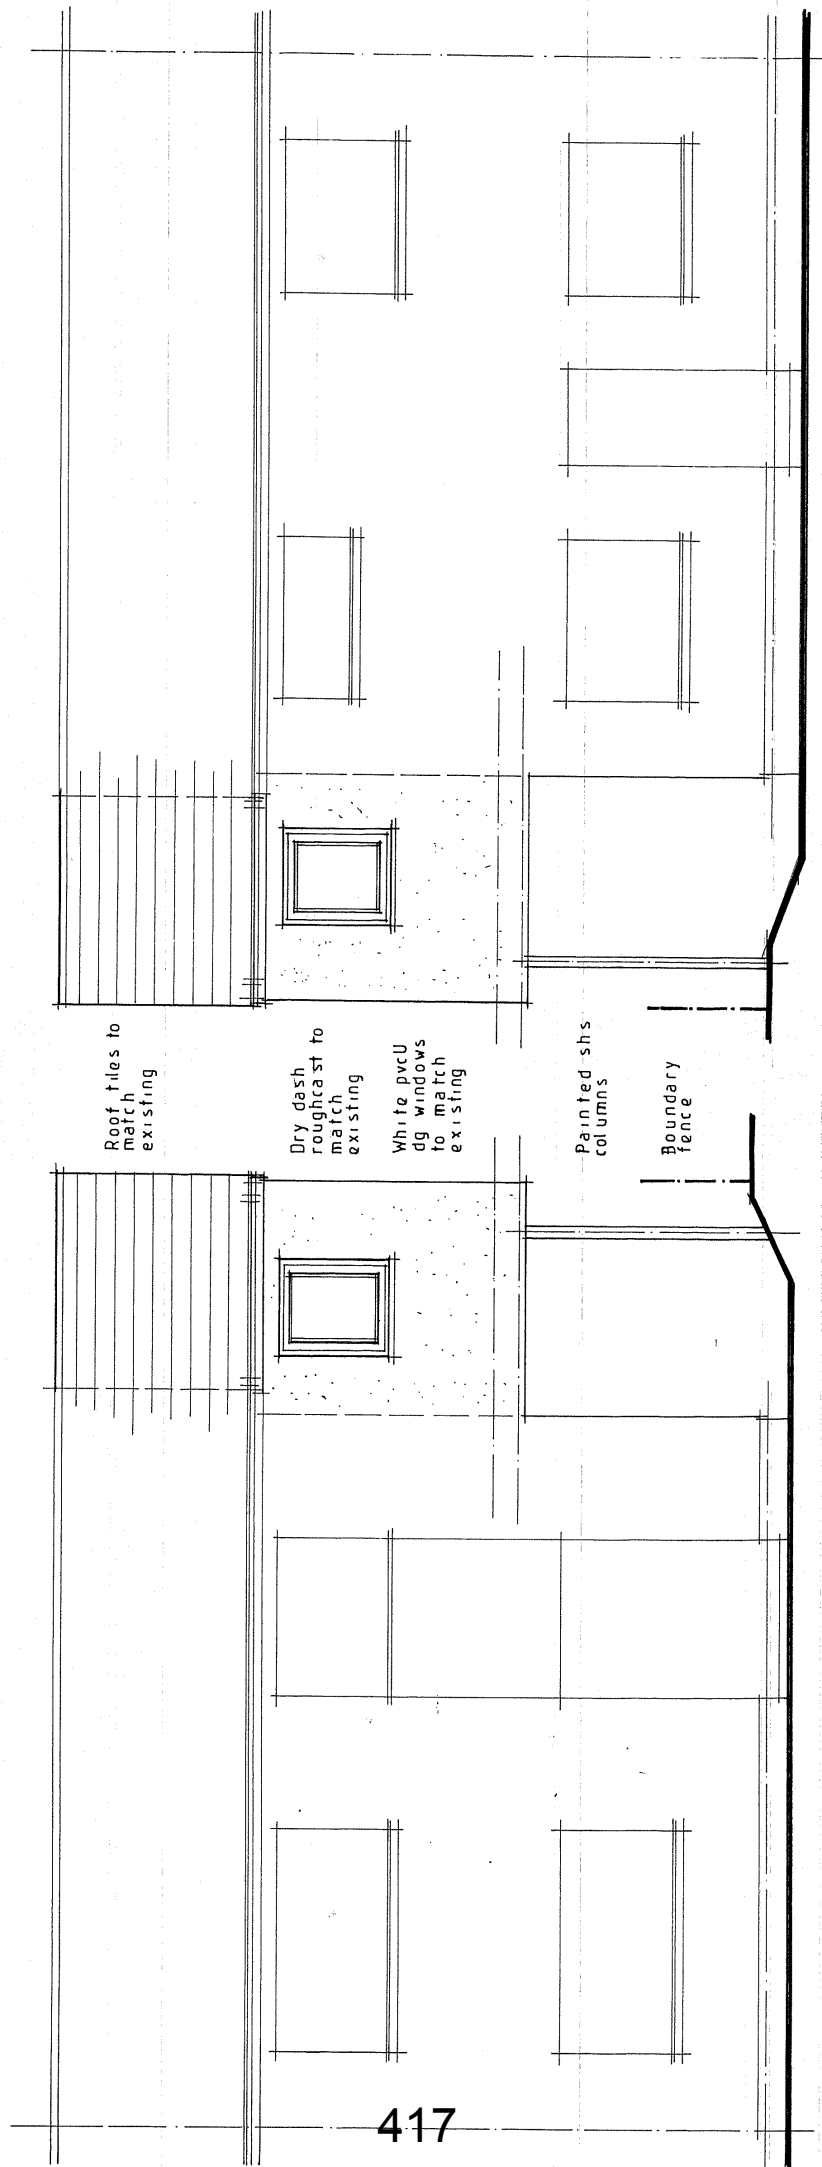 Roof tiles to
match
existing
Dry dash
roughcast to
match
existing
White pvcU
dg windows
to match
existing
Painted shs
columns
Boundary
fence
417